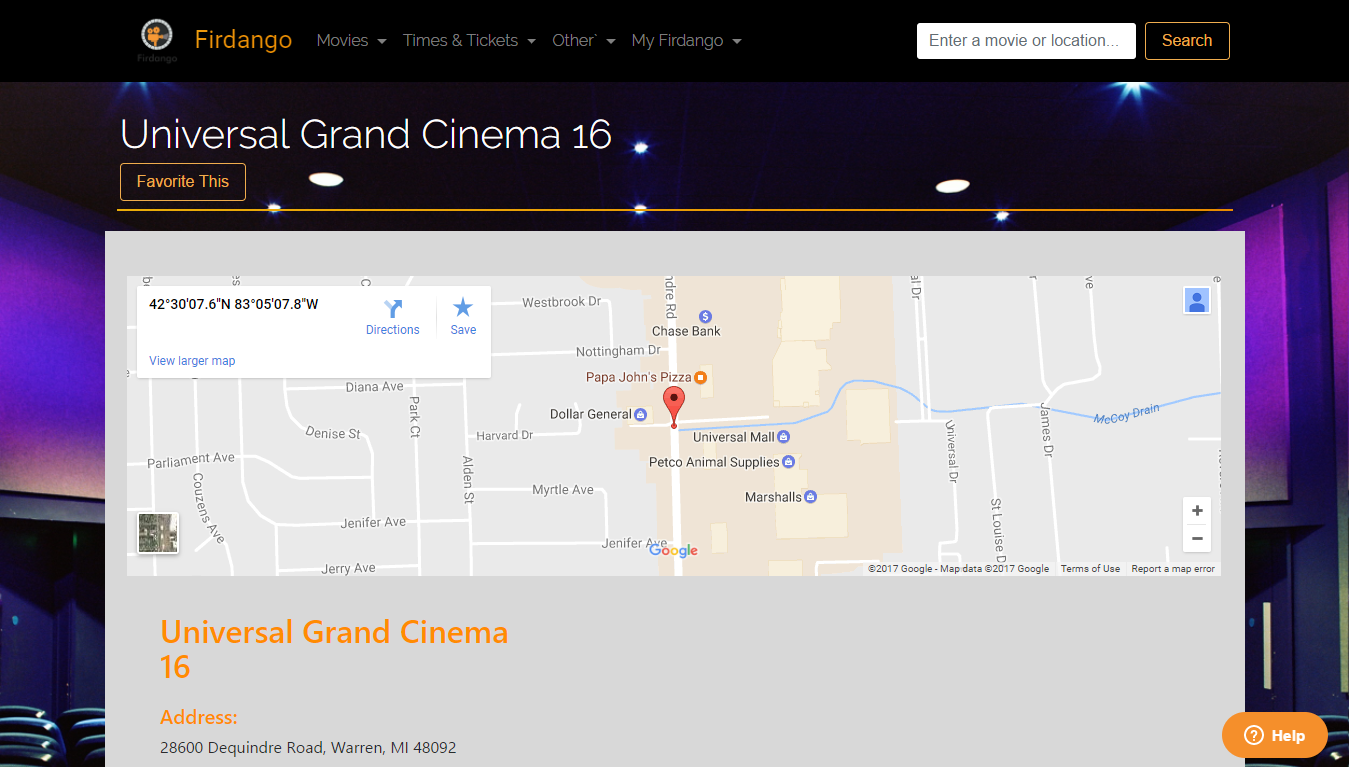 Firdango
Firdango Movies Times & Tickets Other` My Firdango Enter a movie or location... Search
Universal Grand Cinema 16
Favorite This
42°30'07.6"N 83°05'07.8"W
Directions
Save
View larger map
Westbrook Dr
Chase Bank
Nottingham Dr
Papa John's Pizza
Diana Ave
Park Ct
Dollar General
Denise St
Harvard Dr
Universal Mall
McCoy Drain
James Dr
Parliament Ave
Alden St
Petco Animal Supplies
Couzens Ave
Myrtle Ave
Marshalls
St Louise D
Jenifer Ave
Jenifer Ave
Google
Jerry Ave
©2017 Google - Map data ©2017 Google Terms of Use Report a map error
Universal Grand Cinema
16
Address:
28600 Dequindre Road, Warren, MI 48092
Help